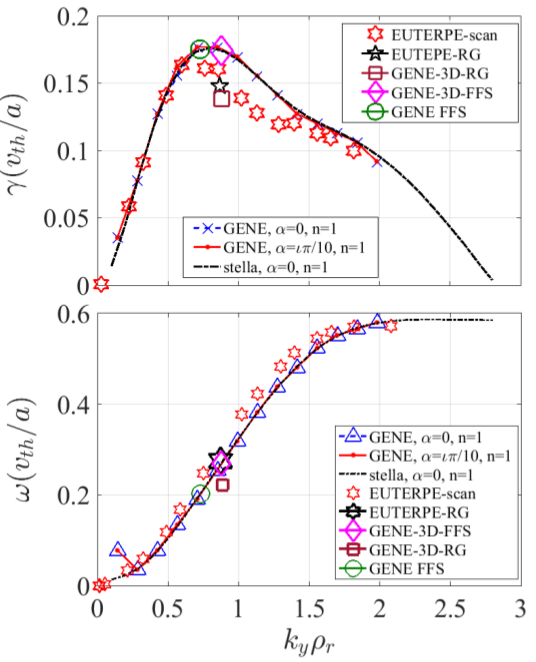 0.2
0.15
0.1
0.05
0
γ(v_th/a)
EUTERPE-scan
EUTEPE-RG
GENE-3D-RG
GENE-3D-FFS
GENE FFS
GENE, α=0, n=1
GENE, α=ιπ/10, n=1
stella, α=0, n=1
0.6
0.4
0.2
0
ω(v_th/a)
GENE, α=0, n=1
GENE, α=ιπ/10, n=1
stella, α=0, n=1
EUTERPE-scan
EUTERPE-RG
GENE-3D-FFS
GENE-3D-RG
GENE FFS
0 0.5 1 1.5 2 2.5 3
k_yρ_r